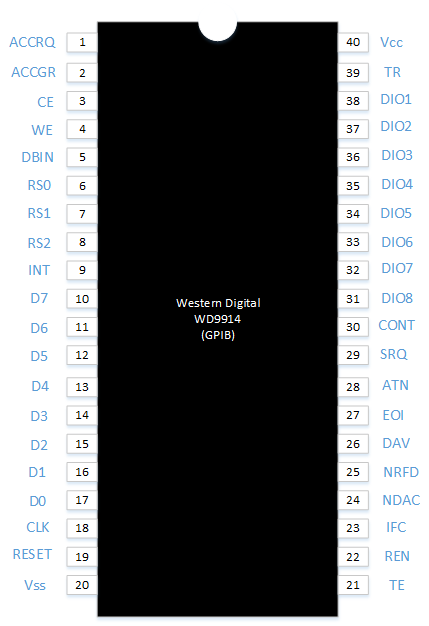 ACCRQ 1 40 Vcc
ACCGR 2 39 TR
CE 3 38 DIO1
WE 4 37 DIO2
DBIN 5 36 DIO3
RS0 6 35 DIO4
RS1 7 34 DIO5
RS2 8 33 DIO6
INT 9 32 DIO7
D7 10 31 DIO8
Western Digital
WD9914
(GPIB)
D6 11 30 CONT
D5 12 29 SRQ
D4 13 28 ATN
D3 14 27 EOI
D2 15 26 DAV
D1 16 25 NRFD
D0 17 24 NDAC
CLK 18 23 IFC
RESET 19 22 REN
Vss 20 21 TE